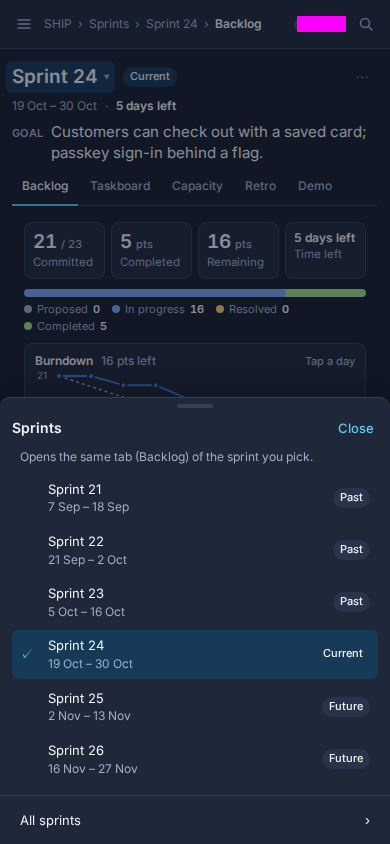 SHIP › Sprints › Sprint 24 › Backlog
Sprint 24 ▾ Current ...
19 Oct – 30 Oct · 5 days left
GOAL Customers can check out with a saved card;
passkey sign-in behind a flag.
Backlog Taskboard Capacity Retro Demo
21 / 23 5 pts 16 pts 5 days left
Committed Completed Remaining Time left
Proposed 0 In progress 16 Resolved 0
Completed 5
Burndown 16 pts left Tap a day
21
Sprints Close
Opens the same tab (Backlog) of the sprint you pick.
Sprint 21
7 Sep – 18 Sep Past
Sprint 22
21 Sep – 2 Oct Past
Sprint 23
5 Oct – 16 Oct Past
✓ Sprint 24
19 Oct – 30 Oct Current
Sprint 25
2 Nov – 13 Nov Future
Sprint 26
16 Nov – 27 Nov Future
All sprints ›